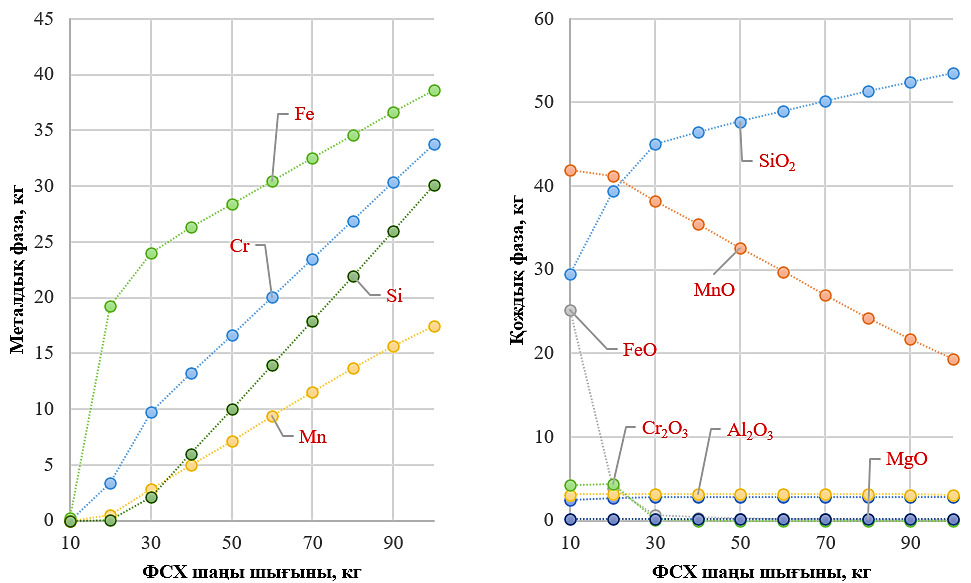 Металдық фаза, кг
45
40
35
30
25
20
15
10
5
0
10
30
50
70
90
Fe
Cr
Si
Mn
ФСХ шаңы шығыны, кг
Қождық фаза, кг
60
50
40
30
20
10
0
10
30
50
70
90
SiO₂
MnO
FeO
Cr₂O₃
Al₂O₃
MgO
ФСХ шаңы шығыны, кг